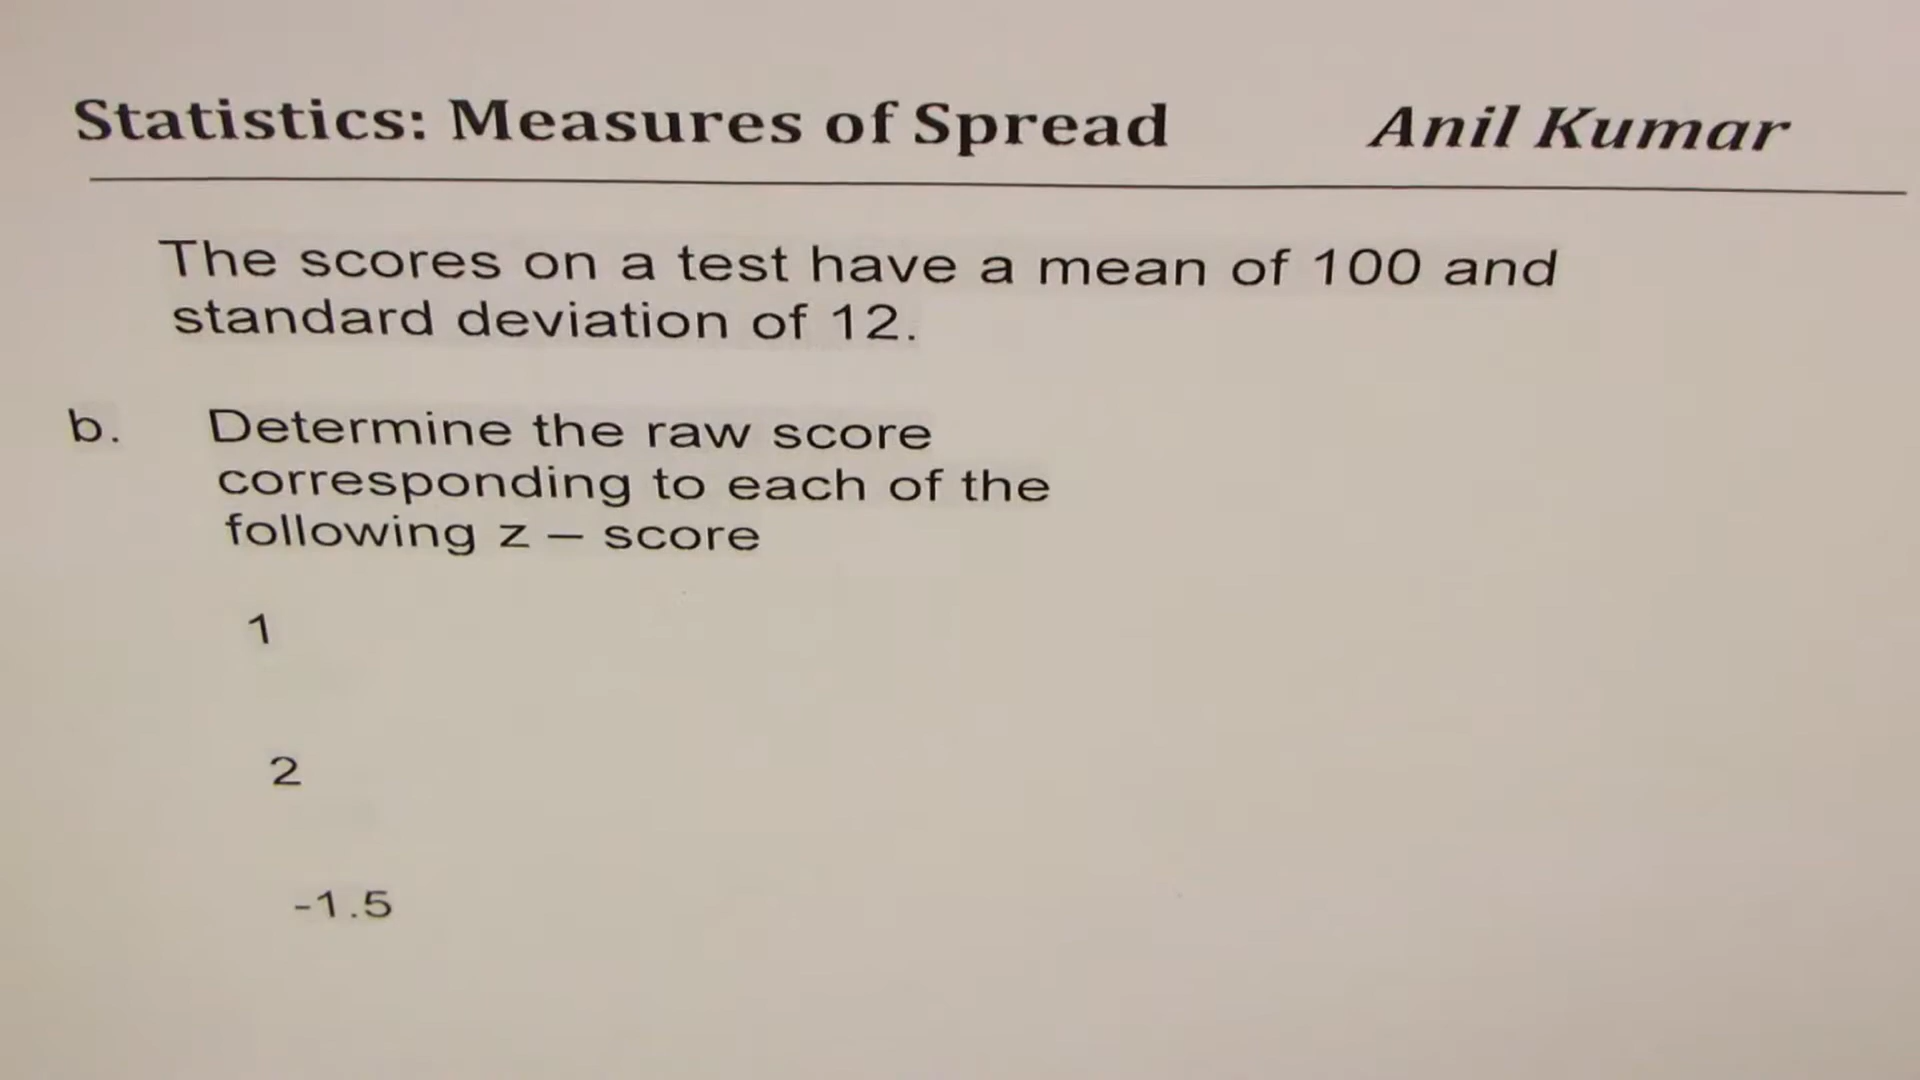 Statistics: Measures of Spread Anil Kumar
The scores on a test have a mean of 100 and
standard deviation of 12.
b. Determine the raw score
corresponding to each of the
following z – score
1
2
-1.5